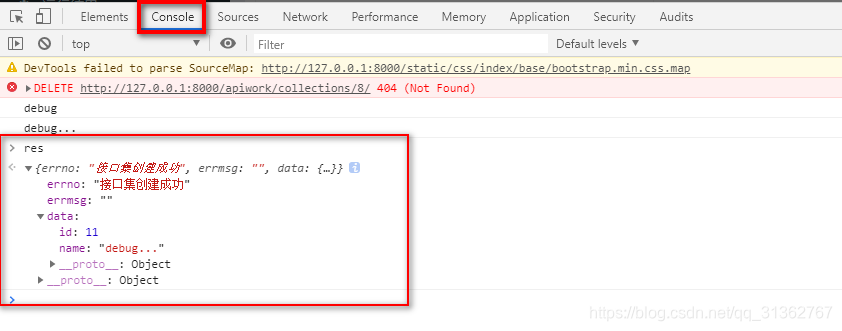 Elements Console Sources Network Performance Memory Application Security Audits
top Filter Default levels
DevTools failed to parse SourceMap: http://127.0.0.1:8000/static/css/index/base/bootstrap.min.css.map
DELETE http://127.0.0.1:8000/apiwork/collections/8/ 404 (Not Found)
debug
debug...
res
{errno: "接口集创建成功", errmsg: "", data: {…}}
errno: "接口集创建成功"
errmsg: ""
data:
id: 11
name: "debug..."
__proto__: Object
__proto__: Object
https://blog.csdn.net/qq_31362767